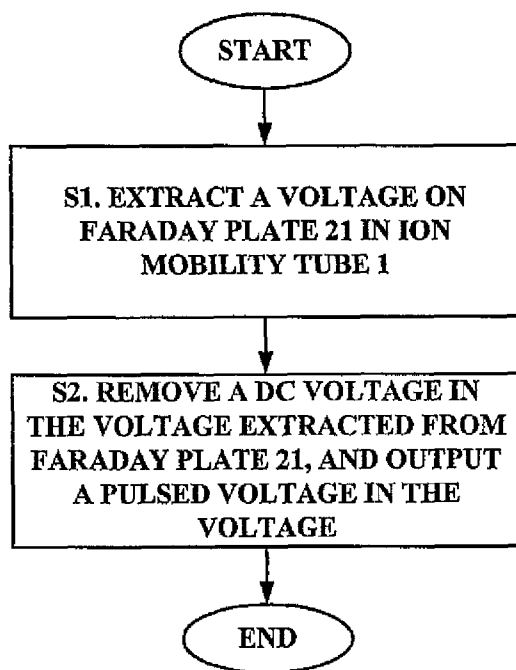 START
S1. EXTRACT A VOLTAGE ON
FARADAY PLATE 21 IN ION
MOBILITY TUBE 1
S2. REMOVE A DC VOLTAGE IN
THE VOLTAGE EXTRACTED FROM
FARADAY PLATE 21, AND OUTPUT
A PULSED VOLTAGE IN THE
VOLTAGE
END